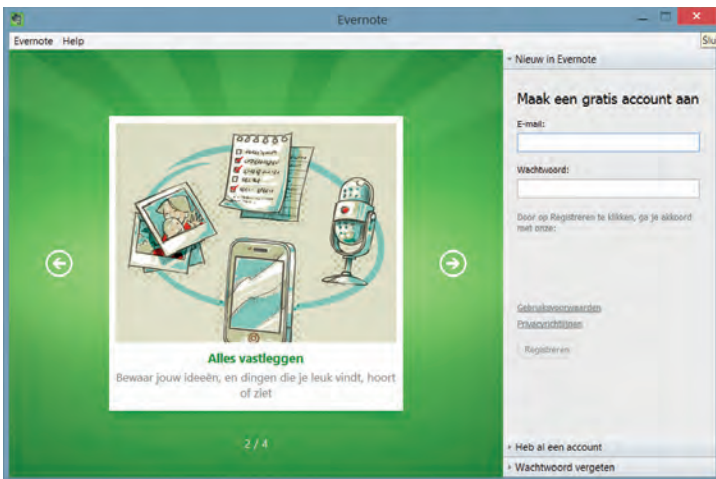 Evernote
Evernote Help
Slu
Nieuw in Evernote
Maak een gratis account aan
E-mail:
Wachtwoord:
Door op Registreren te klikken, ga je akkoord
met onze:
Gebruiksvoorwaarden
Privacyrichtlijnen
Registreren
Alles vastleggen
Bewaar jouw ideeën, en dingen die je leuk vindt, hoort
of ziet
2 / 4
Heb al een account
Wachtwoord vergeten